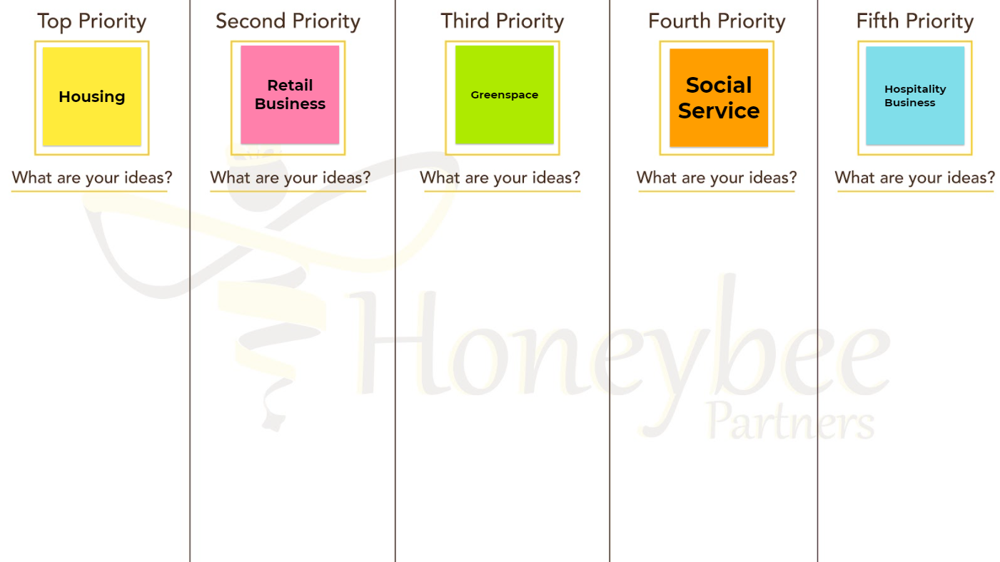 Top Priority
Second Priority
Third Priority
Fourth Priority
Fifth Priority
Housing
Retail
Business
Greenspace
Social
Service
Hospitality
Business
What are your ideas?
What are your ideas?
What are your ideas?
What are your ideas?
What are your ideas?
Honeybee
Partners